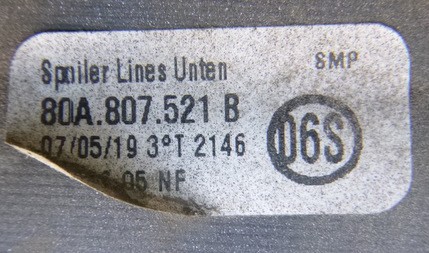 Spoiler Lines Unten
SMP
80A.807.521 B
06S
07/05/19 3°T 2146
05 NF